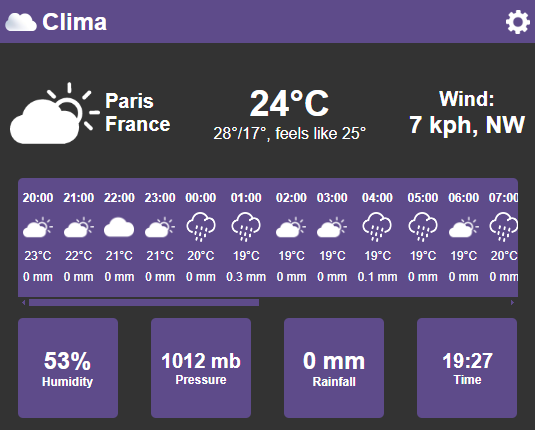 Clima
Paris
France
24°C
28°/17°, feels like 25°
Wind:
7 kph, NW
20:00 21:00 22:00 23:00 00:00 01:00 02:00 03:00 04:00 05:00 06:00 07:00
23°C 22°C 21°C 21°C 20°C 19°C 19°C 19°C 19°C 19°C 19°C 20°C
0 mm 0 mm 0 mm 0 mm 0 mm 0.3 mm 0 mm 0 mm 0.1 mm 0 mm 0 mm 0 mm
53%
Humidity
1012 mb
Pressure
0 mm
Rainfall
19:27
Time